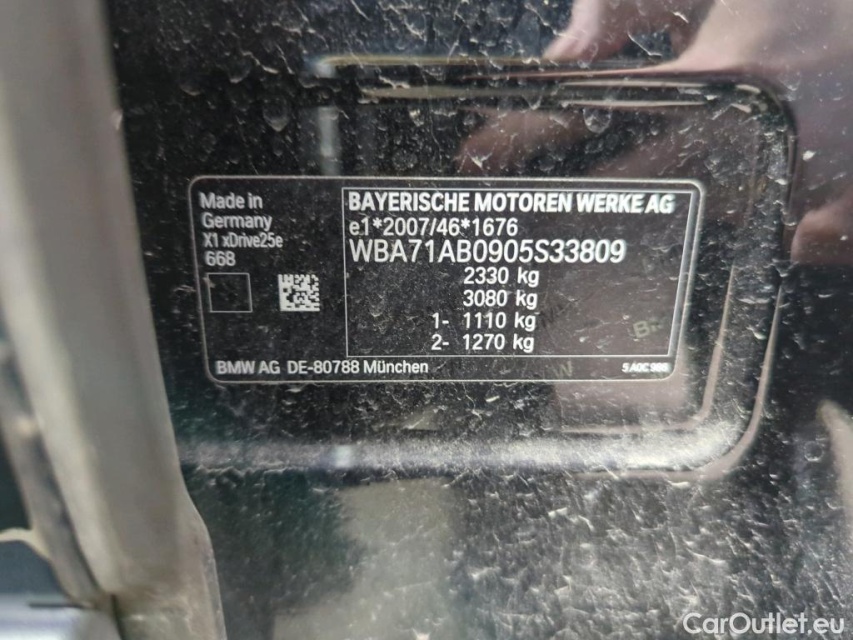 Made in
Germany
X1 xDrive25e
668
BAYERISCHE MOTOREN WERKE AG
e1*2007/46*1676
WBA71AB0905S33809
2330 kg
3080 kg
1- 1110 kg
2- 1270 kg
BMW AG DE-80788 München
CarOutlet.eu